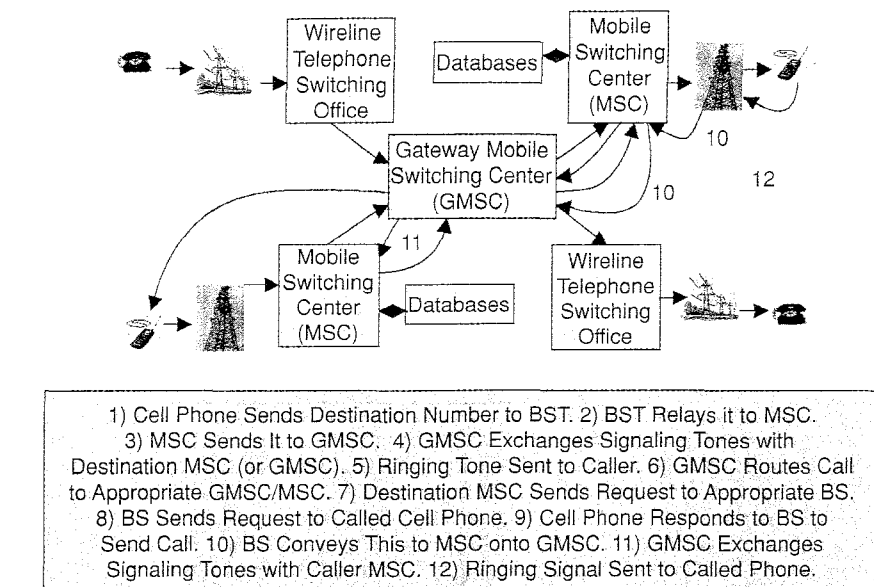 Wireline
Telephone
Switching
Office
Databases
Mobile
Switching
Center
(MSC)
10
12
Gateway Mobile
Switching Center
(GMSC)
10
11
Mobile
Switching
Center
(MSC)
Databases
Wireline
Telephone
Switching
Office
1) Cell Phone Sends Destination Number to BST. 2) BST Relays it to MSC.
3) MSC Sends It to GMSC. 4) GMSC Exchanges Signaling Tones with
Destination MSC (or GMSC). 5) Ringing Tone Sent to Caller. 6) GMSC Routes Call
to Appropriate GMSC/MSC. 7) Destination MSC Sends Request to Appropriate BS.
8) BS Sends Request to Called Cell Phone. 9) Cell Phone Responds to BS to
Send Call. 10) BS Conveys This to MSC onto GMSC. 11) GMSC Exchanges
Signaling Tones with Caller MSC. 12) Ringing Signal Sent to Called Phone.